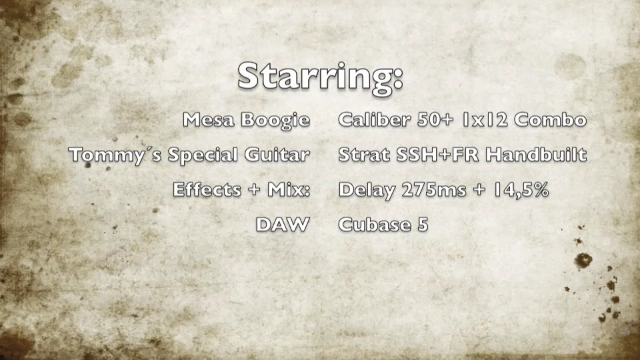 Starring:
Mesa Boogie Caliber 50+ 1x12 Combo
Tommy´s Special Guitar Strat SSH+FR Handbuilt
Effects + Mix: Delay 275ms + 14,5%
DAW Cubase 5